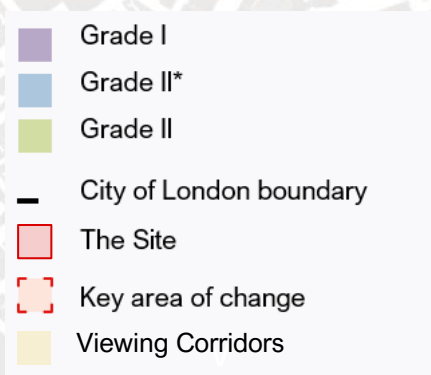 Grade I
Grade II*
Grade II
City of London boundary
The Site
Key area of change
Viewing Corridors